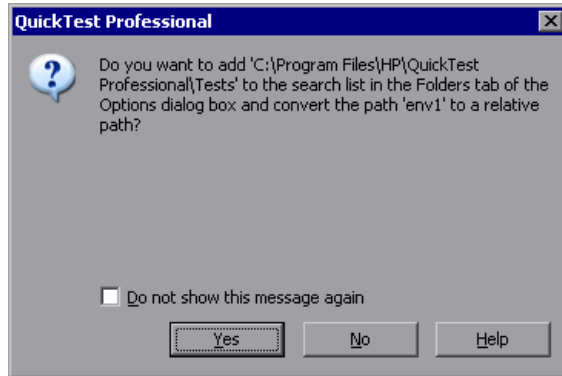 QuickTest Professional
Do you want to add 'C:\Program Files\HP\QuickTest
Professional\Tests' to the search list in the Folders tab of the
Options dialog box and convert the path 'env1' to a relative
path?
Do not show this message again
Yes
No
Help